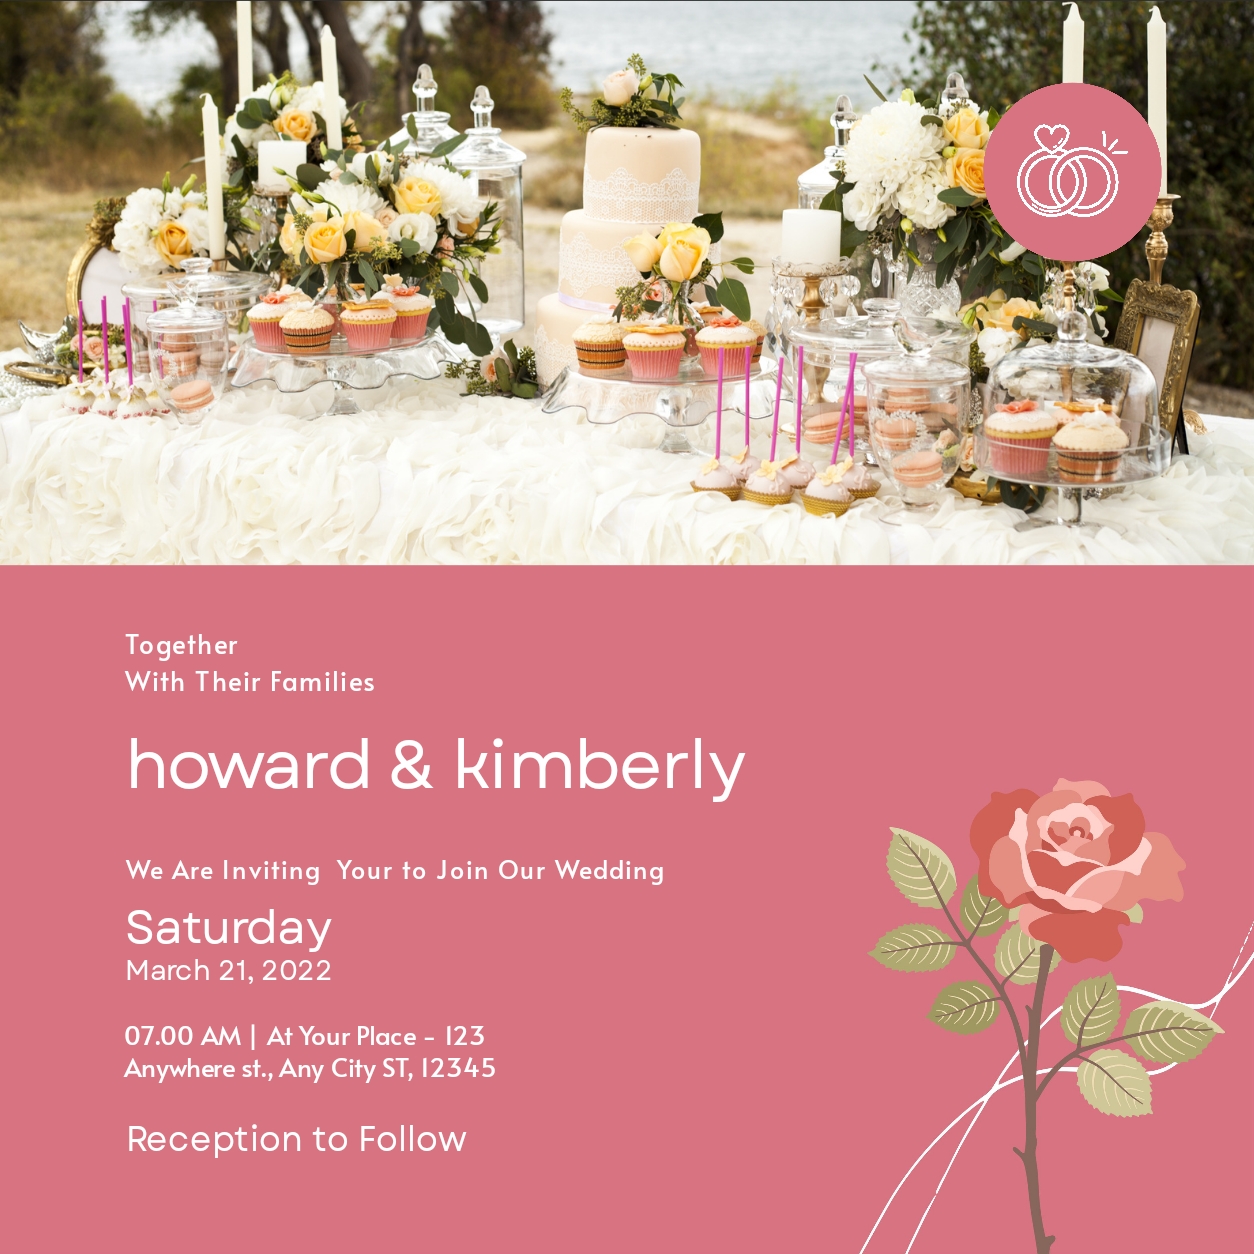 Together
With Their Families
howard & kimberly
We Are Inviting  Your to Join Our Wedding
Saturday
March 21, 2022
07.00 AM | At Your Place - 123
Anywhere st., Any City ST, 12345
Reception to Follow